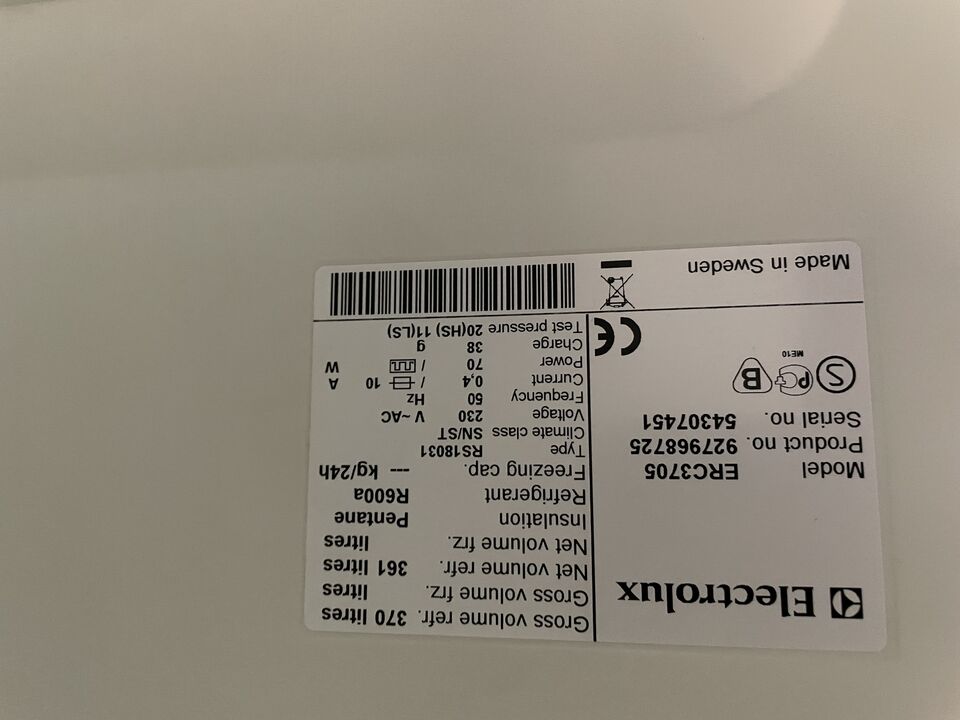 Electrolux
Model ERC3705
Product no. 927968725
Serial no. 54307451
S
PC
B
ME10
CE
Made in Sweden
Gross volume refr. 370 litres
Gross volume frz. litres
Net volume refr. 361 litres
Net volume frz. litres
Insulation Pentane
Refrigerant R600a
Freezing cap. --- kg/24h
Type RS18031
Climate class SN/ST
Voltage 230 V ~ AC
Frequency 50 Hz
Current 0,4 / 10 A
Power 70 / W
Charge 38 g
Test pressure 20(HS) 11(LS)